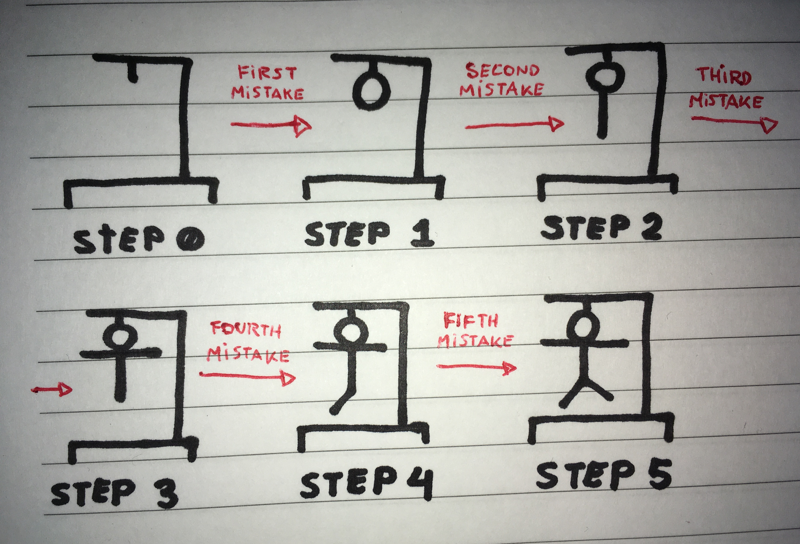 FiRST
MiSTAKE
SECOND
MiSTAKE
THiRD
MiSTAKE
STEP 0
STEP 1
STEP 2
FOURTH
MiSTAKE
FIFTH
MiSTAKE
STEP 3
STEP 4
STEP 5